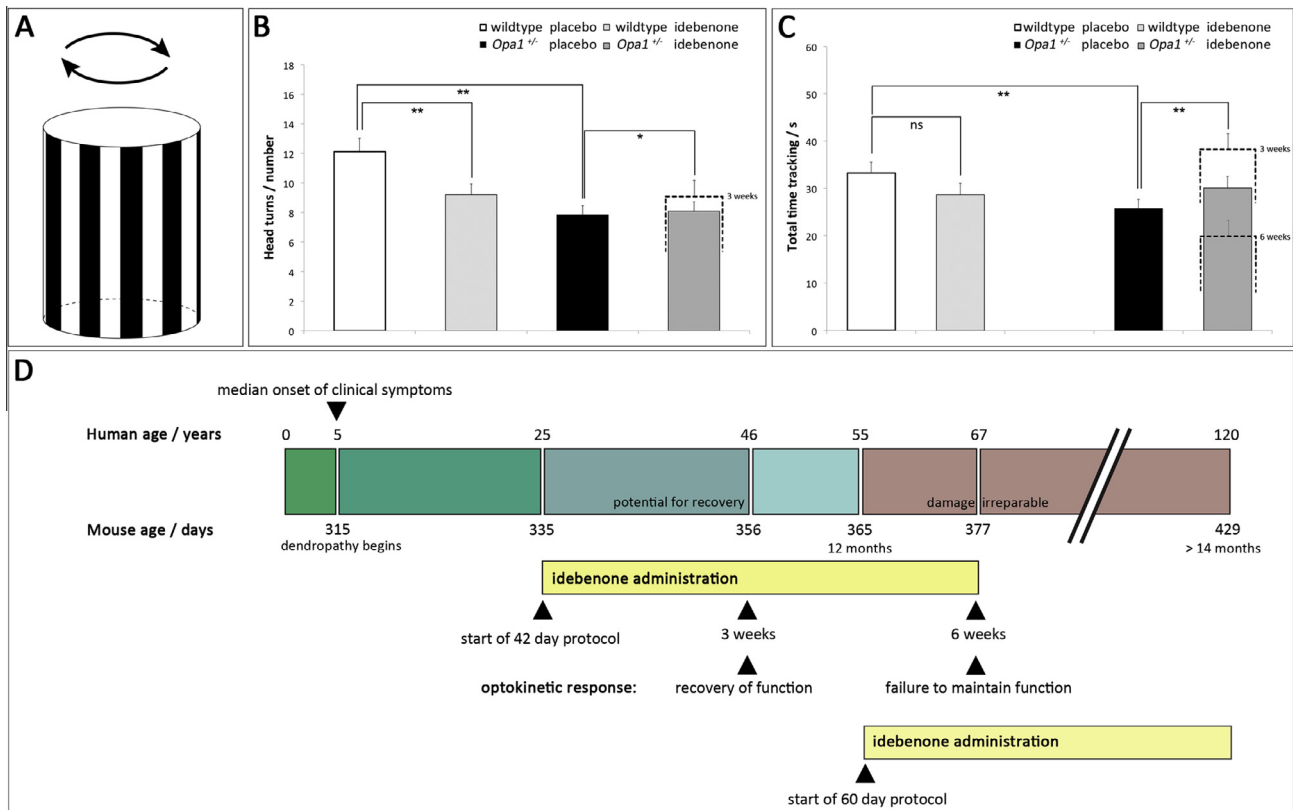 A
B
wildtype placebo
wildtype idebenone
Opa1 +/- placebo
Opa1 +/- idebenone
18
16
14
12
10
8
6
4
2
0
Head turns / number
**
**
*
3 weeks
C
wildtype placebo
wildtype idebenone
Opa1 +/- placebo
Opa1 +/- idebenone
60
50
40
30
20
10
0
Total time tracking / s
**
ns
**
3 weeks
6 weeks
D
median onset of clinical symptoms
Human age / years
0 5 25 46 55 67 120
potential for recovery
damage irreparable
Mouse age / days
315 335 356 365 377 429
dendropathy begins
12 months
> 14 months
idebenone administration
start of 42 day protocol
3 weeks
6 weeks
optokinetic response:
recovery of function
failure to maintain function
idebenone administration
start of 60 day protocol